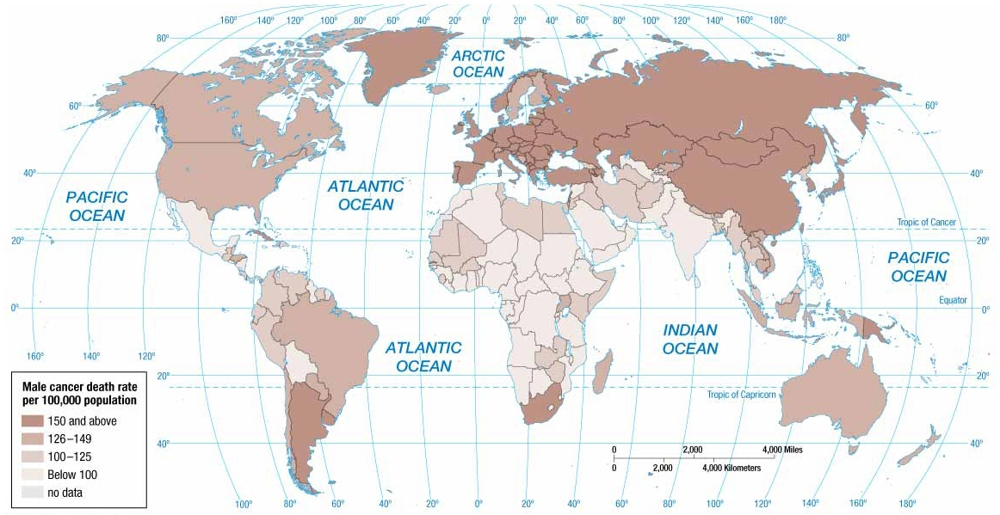 160° 140° 120° 100° 80° 60° 40° 20° 0° 20° 40° 60° 80° 100° 120° 140° 160° 180°
80° 80°
ARCTIC
OCEAN
60° 60°
40° 40°
PACIFIC
OCEAN
ATLANTIC
OCEAN
Tropic of Cancer
20° 20°
PACIFIC
OCEAN
Equator
0° 0°
INDIAN
OCEAN
ATLANTIC
OCEAN
160° 140° 120°
20° 20°
Tropic of Capricorn
Male cancer death rate
per 100,000 population
150 and above
126–149
100–125
Below 100
no data
40° 40°
0 2,000 4,000 Miles
0 2,000 4,000 Kilometers
100° 80° 60° 40° 20° 0° 20° 40° 60° 80° 100° 120° 140° 160° 180°